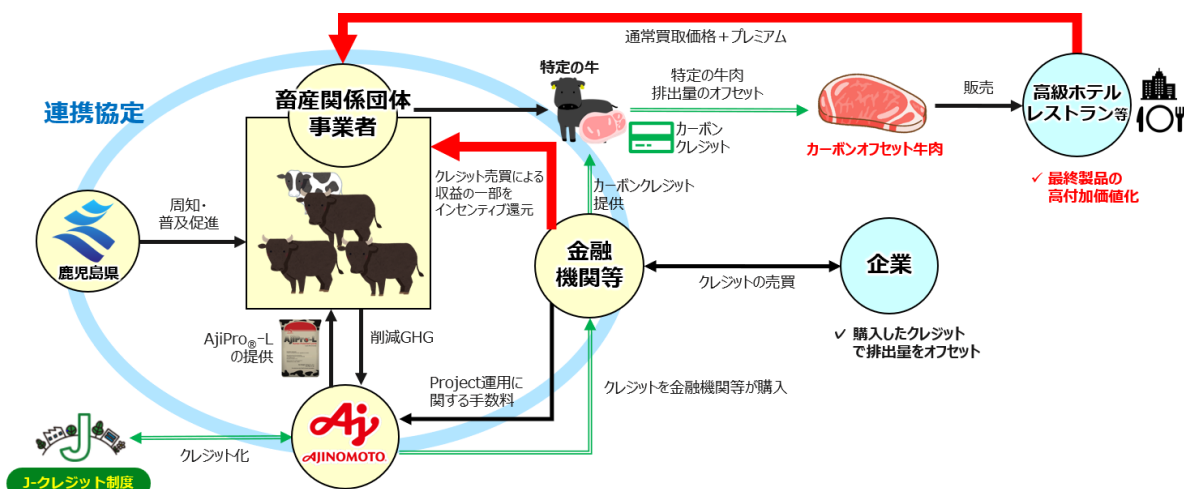 通常買取価格＋プレミアム
連携協定
畜産関係団体
事業者
特定の牛
特定の牛肉
排出量のオフセット
カーボン
クレジット
カーボンオフセット牛肉
販売
高級ホテル
レストラン等
✓ 最終製品の
高付加価値化
クレジット売買による
収益の一部を
インセンティブ還元
カーボンクレジット
提供
周知・
普及促進
鹿児島県
金融
機関等
クレジットの売買
企業
✓ 購入したクレジット
で排出量をオフセット
AjiPro®-L
の提供
AjiPro-L
削減GHG
Project運用に
関する手数料
クレジットを金融機関等が購入
Aj
AJINOMOTO
クレジット化
J
J-クレジット制度